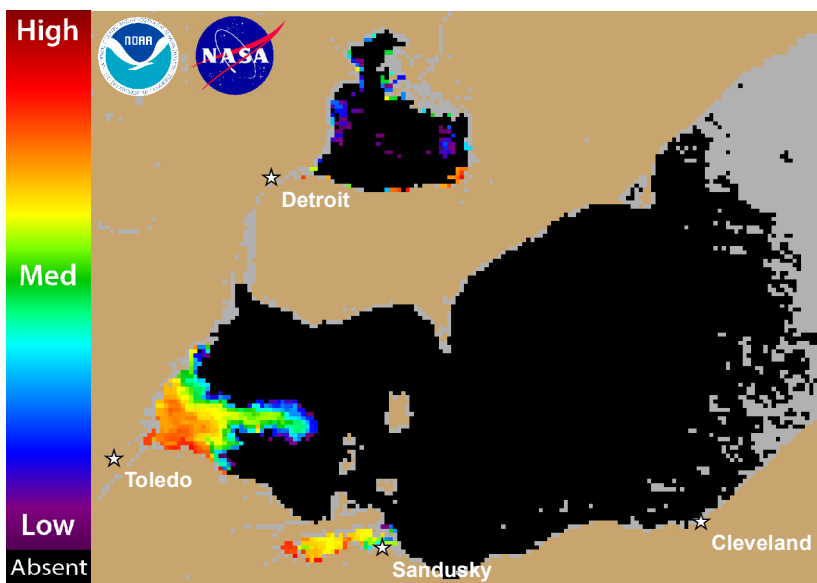 High
Med
Low
Absent
NOAA
NASA
Detroit
Toledo
Sandusky
Cleveland